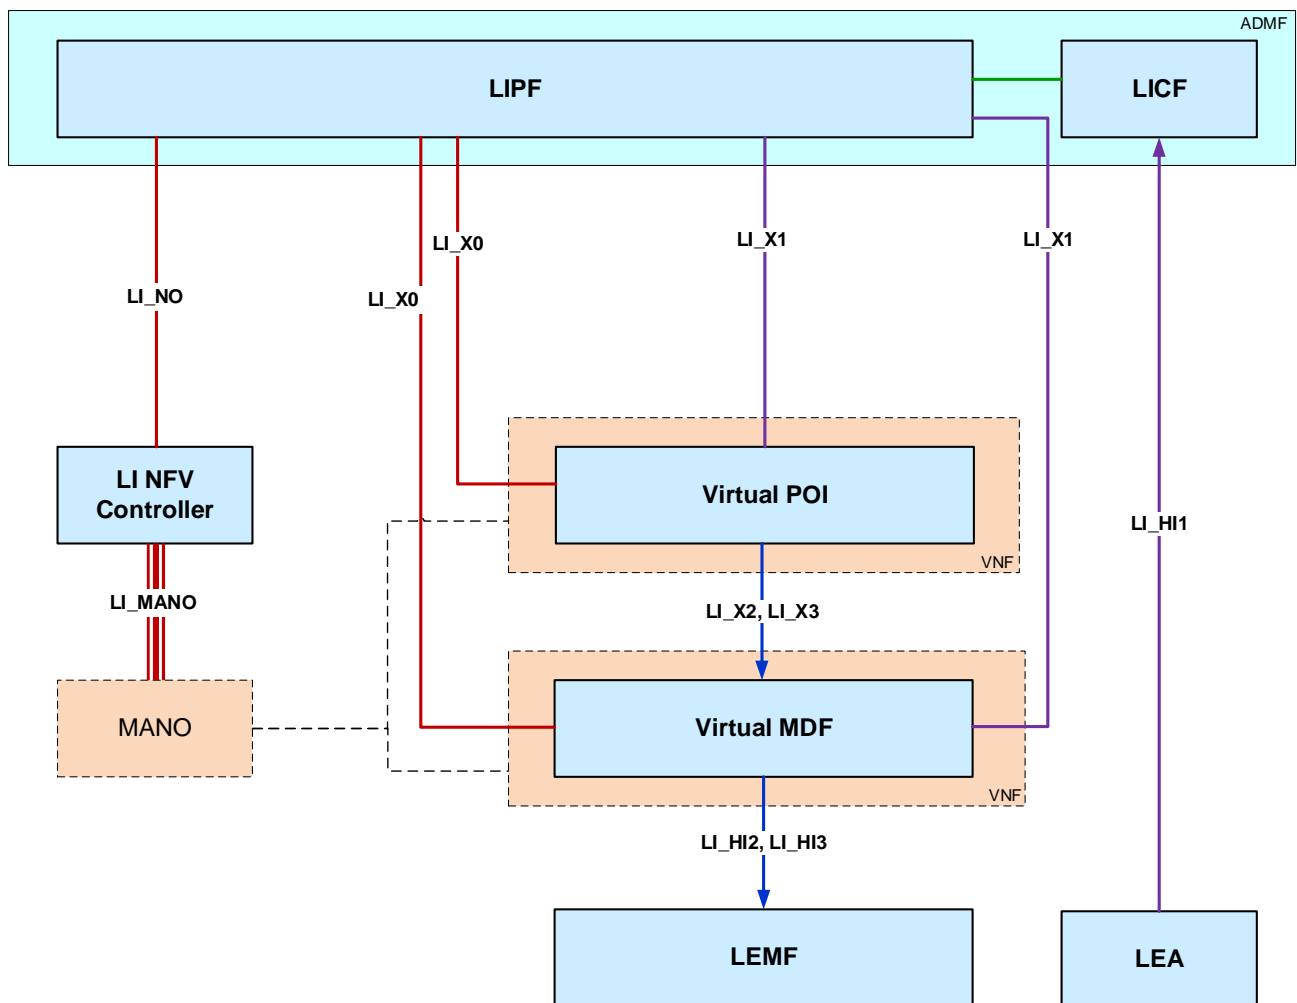 ADMF
LIPF
LICF
LI_X0
LI_X1
LI_X1
LI_NO
LI_X0
LI NFV
Controller
Virtual POI
LI_HI1
VNF
LI_MANO
LI_X2, LI_X3
MANO
Virtual MDF
VNF
LI_HI2, LI_HI3
LEMF
LEA